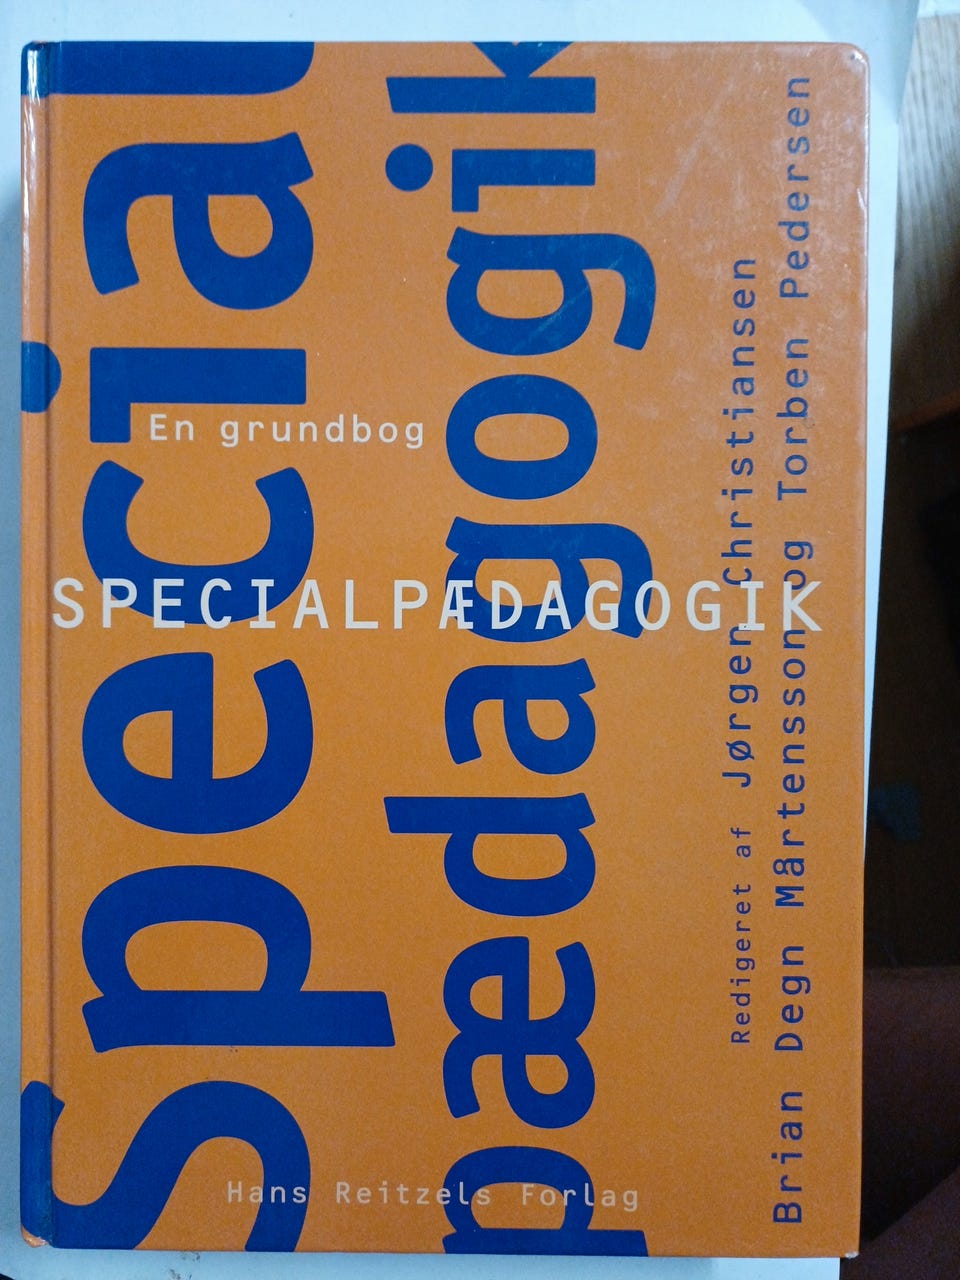 Special
pædagogik
En grundbog
SPECIALPÆDAGOGIK
Redigeret af Jørgen Christiansen
Brian Degn Mårtensson og Torben Pedersen
Hans Reitzels Forlag